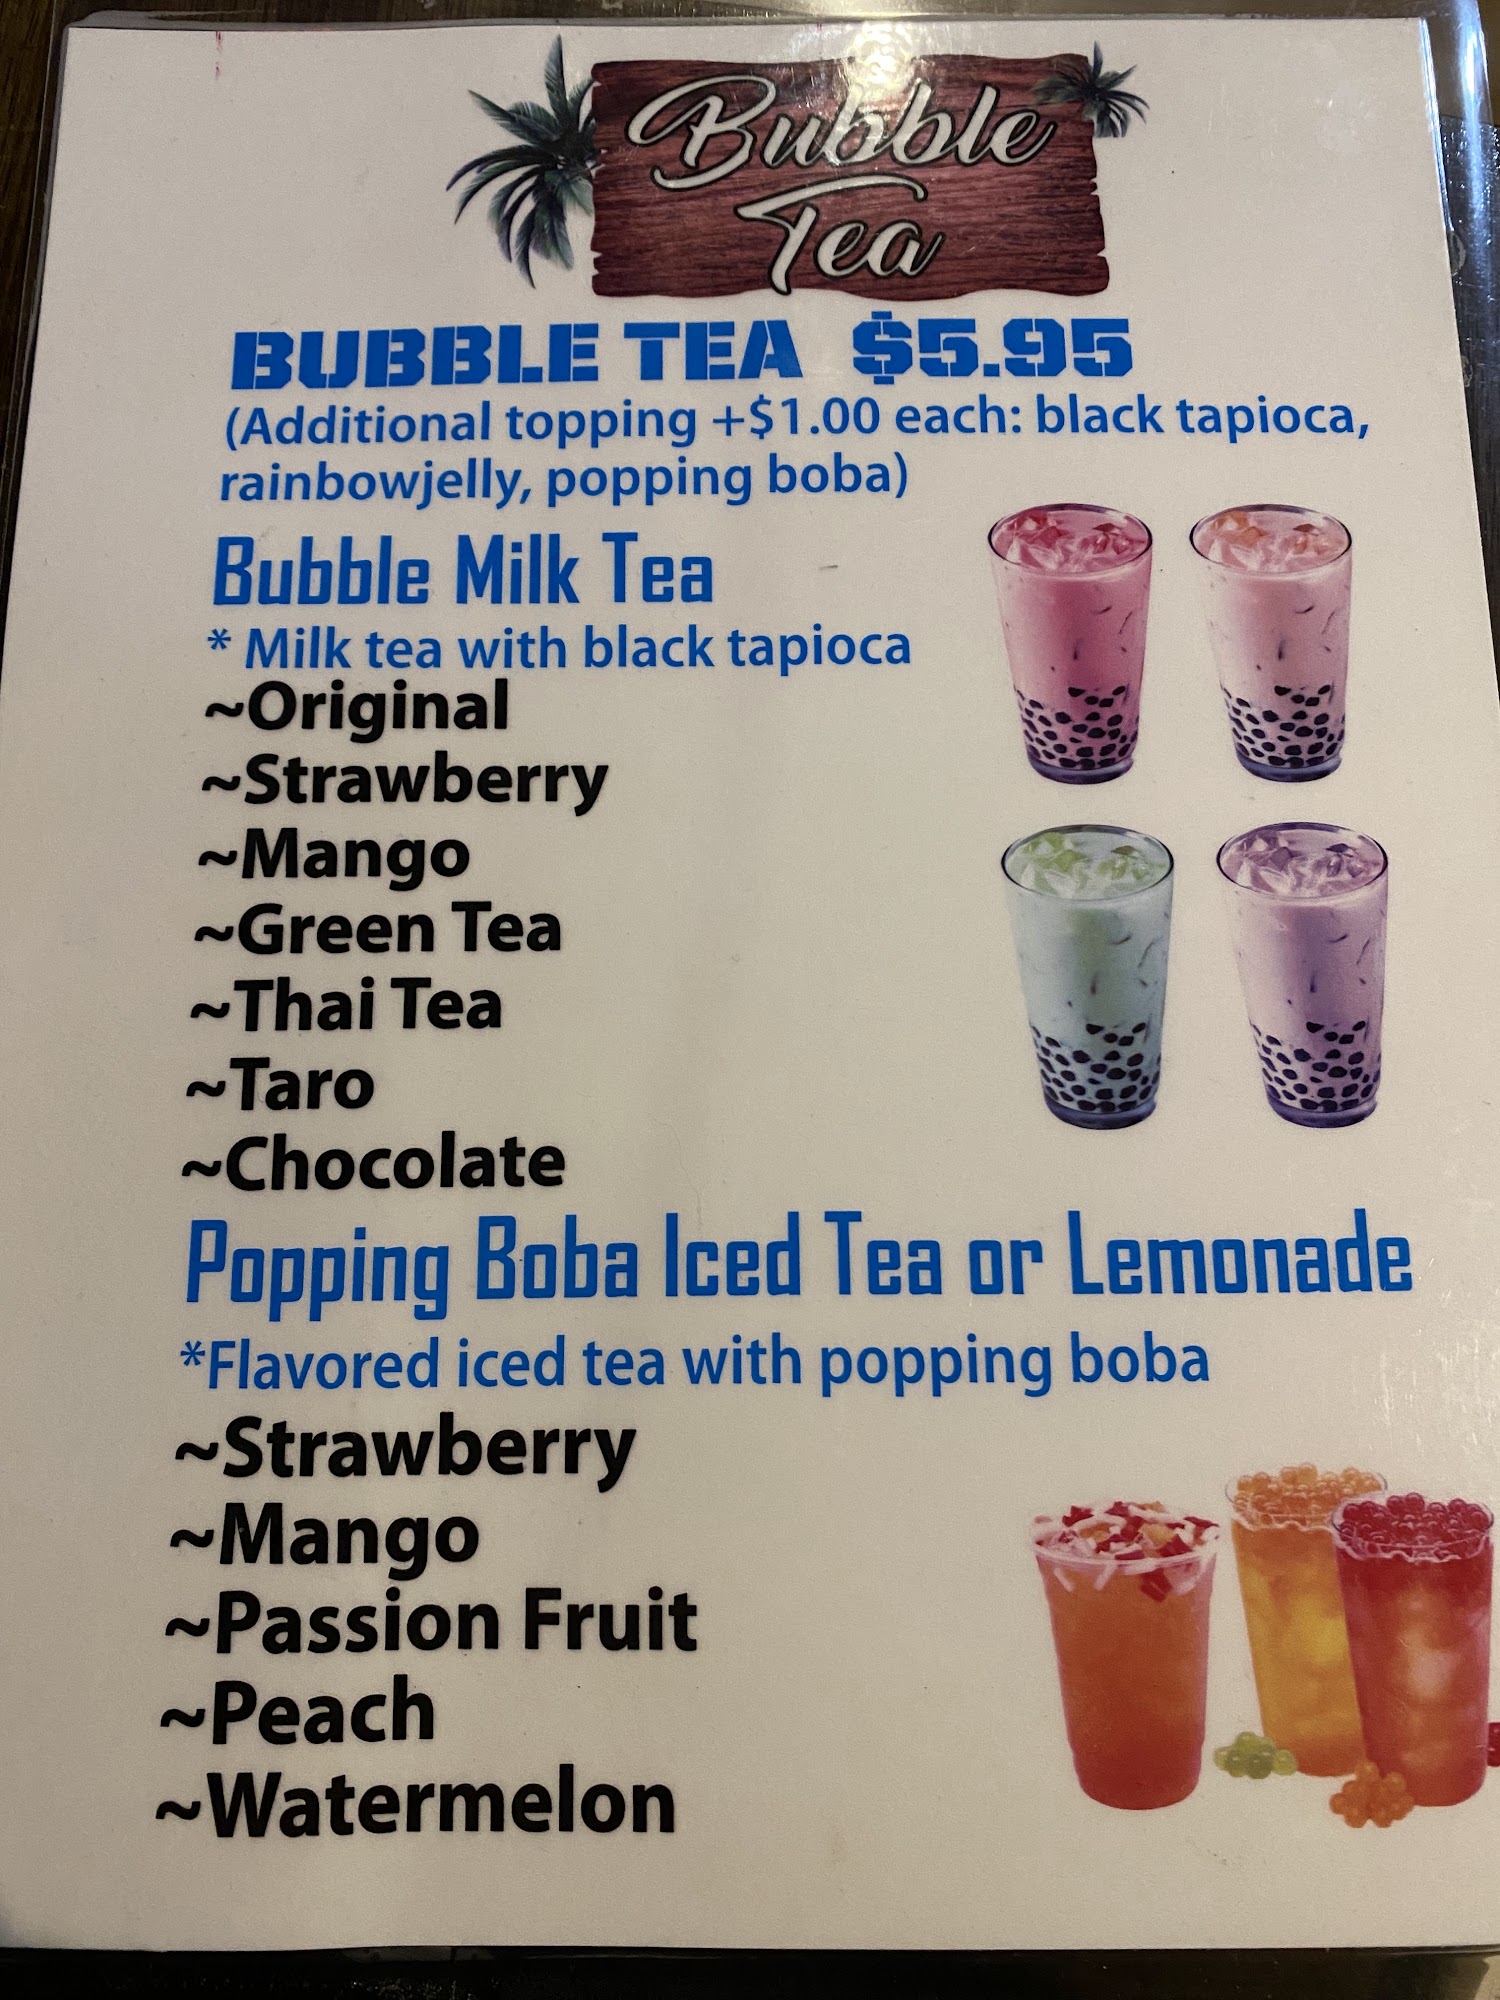 Bubble
Tea
BUBBLE TEA $5.95
(Additional topping +$1.00 each: black tapioca,
rainbowjelly, popping boba)
Bubble Milk Tea
* Milk tea with black tapioca
~Original
~Strawberry
~Mango
~Green Tea
~Thai Tea
~Taro
~Chocolate
Popping Boba Iced Tea or Lemonade
*Flavored iced tea with popping boba
~Strawberry
~Mango
~Passion Fruit
~Peach
~Watermelon